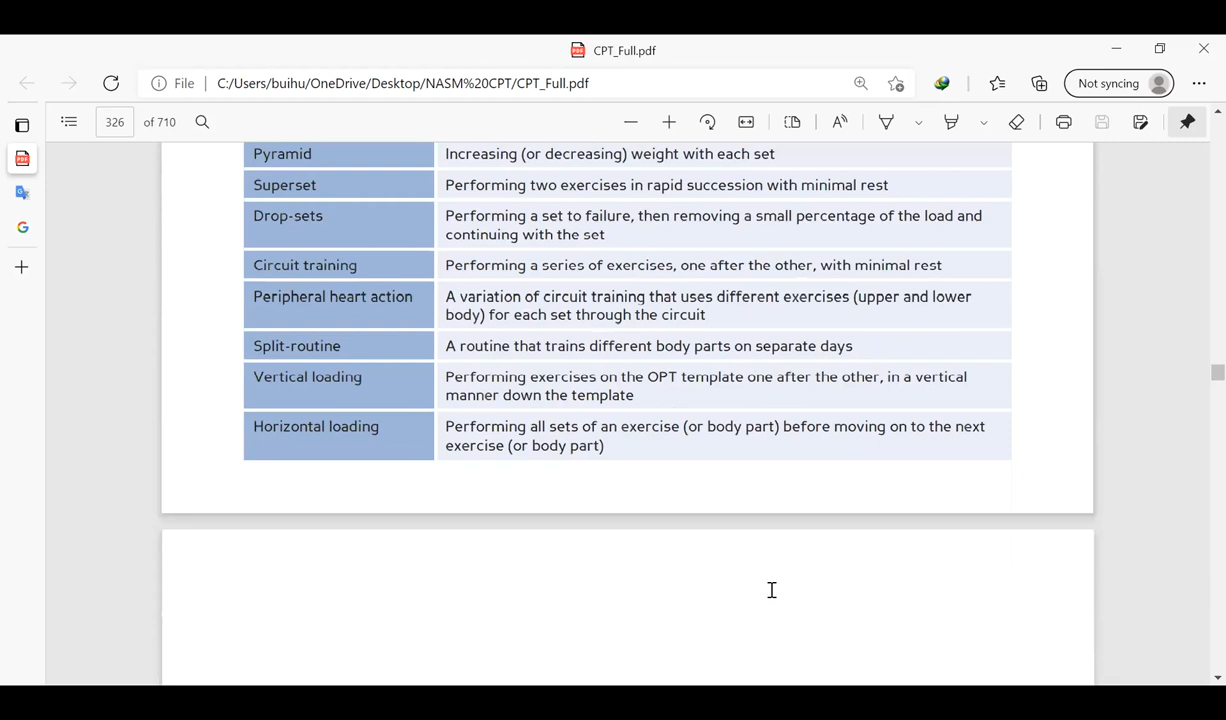 CPT_Full.pdf
File C:/Users/buihu/OneDrive/Desktop/NASM%20CPT/CPT_Full.pdf Not syncing
326 of 710
Pyramid Increasing (or decreasing) weight with each set
Superset Performing two exercises in rapid succession with minimal rest
Drop-sets Performing a set to failure, then removing a small percentage of the load and
continuing with the set
Circuit training Performing a series of exercises, one after the other, with minimal rest
Peripheral heart action A variation of circuit training that uses different exercises (upper and lower
body) for each set through the circuit
Split-routine A routine that trains different body parts on separate days
Vertical loading Performing exercises on the OPT template one after the other, in a vertical
manner down the template
Horizontal loading Performing all sets of an exercise (or body part) before moving on to the next
exercise (or body part)